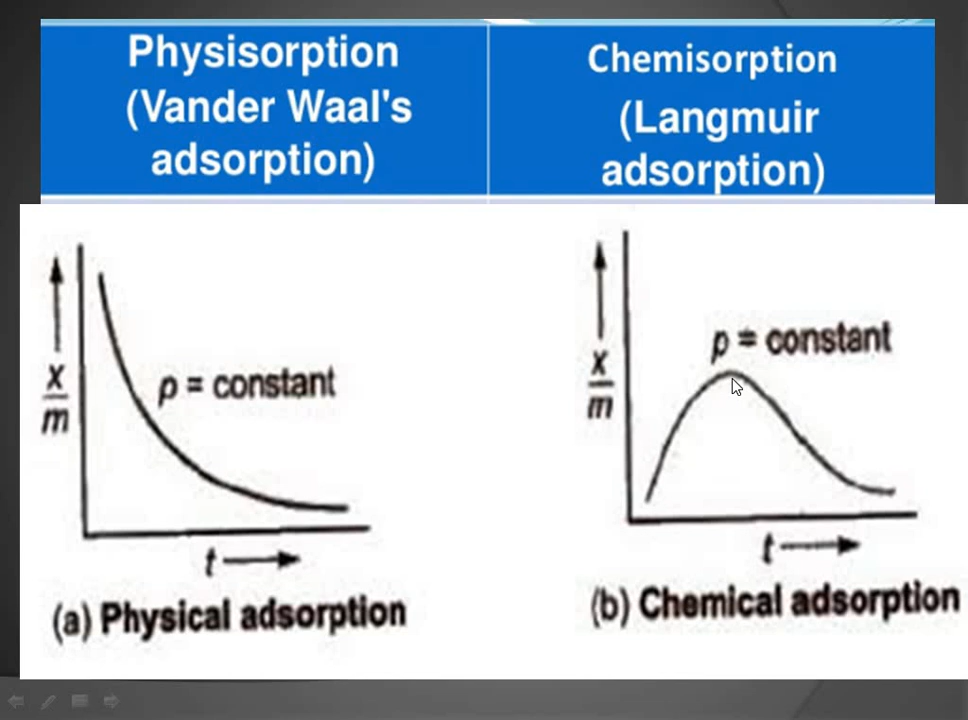 Physisorption
(Vander Waal's
adsorption)
Chemisorption
(Langmuir
adsorption)
x
m
p = constant
t
(a) Physical adsorption
x
m
p = constant
t
(b) Chemical adsorption